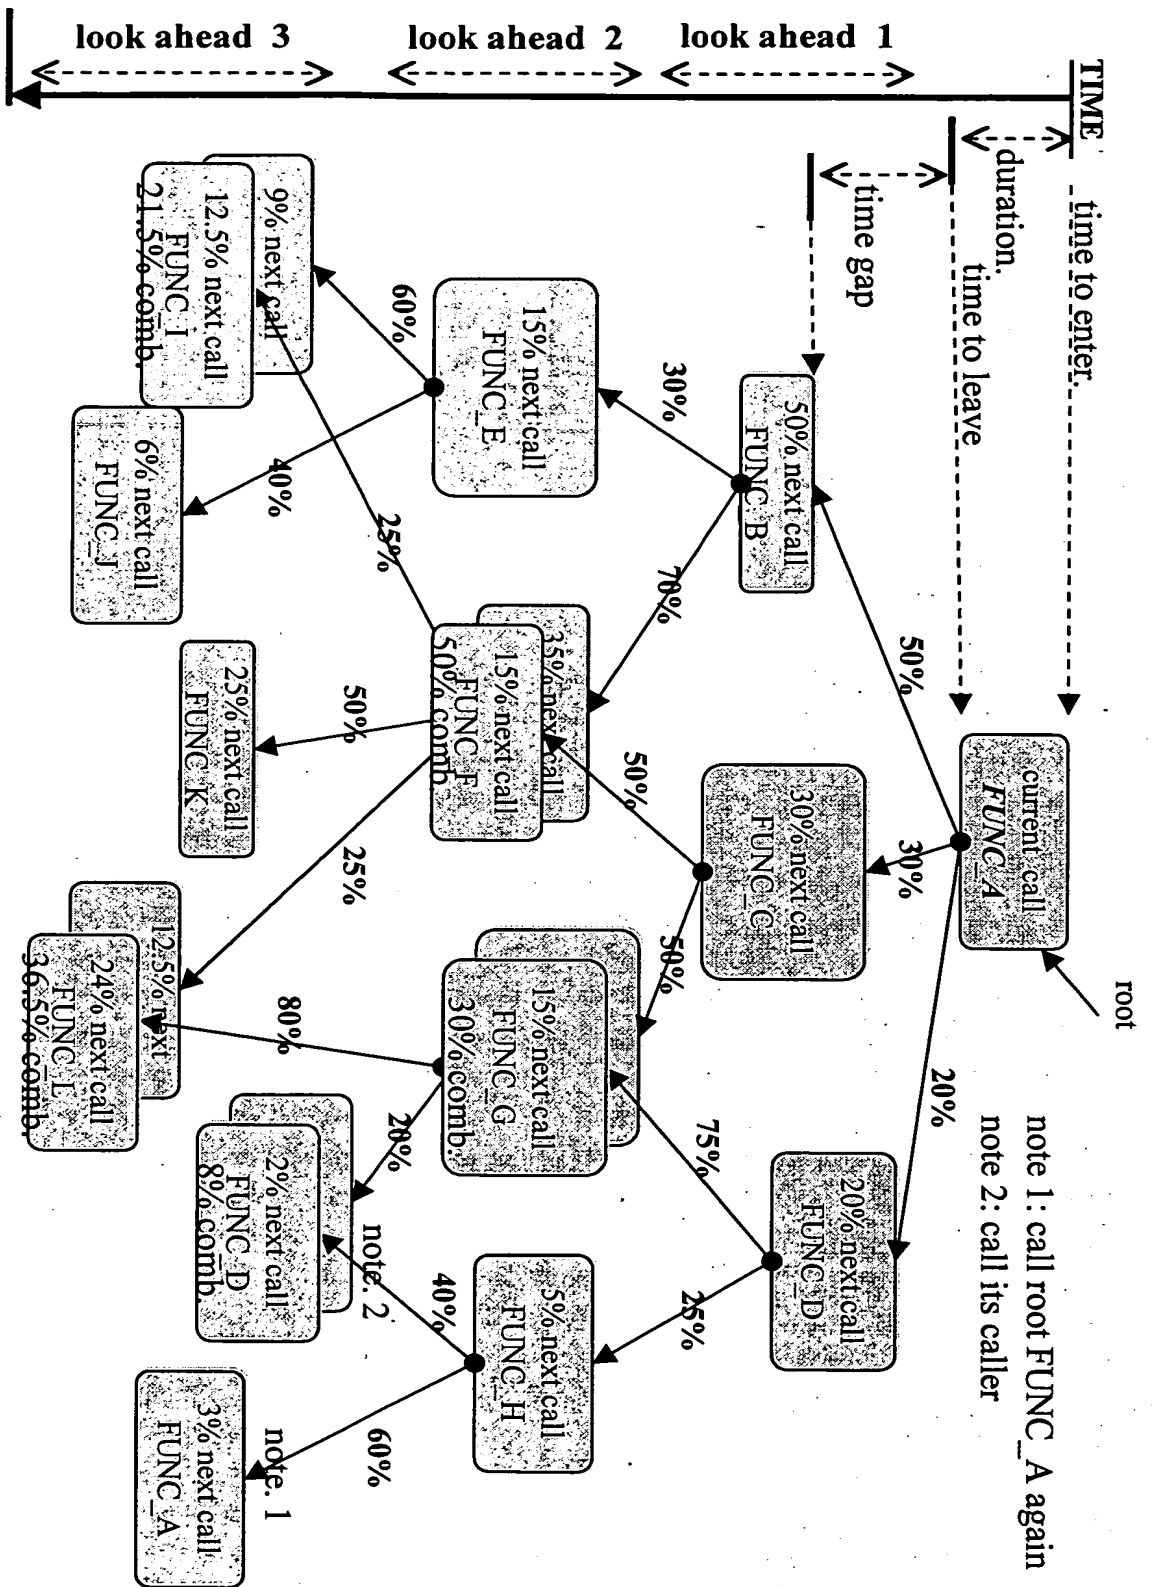 TIME
look ahead 1
look ahead 2
look ahead 3
time to enter.
duration.
time to leave
time gap
root
note 1: call root FUNC_A again
note 2: call its caller
current call
FUNC_A
50%
30%
20%
50% next call
FUNC_B
30% next call
FUNC_C
20% next call
FUNC_D
30%
70%
50%
50%
75%
25%
15% next call
FUNC_E
35% next call
15% next call
FUNC_F
50% comb.
15% next call
FUNC_G
30% comb.
5% next call
FUNC_H
60%
40%
25%
50%
25%
80%
20%
40%
60%
9% next call
12.5% next call
FUNC_I
21.5% comb.
6% next call
FUNC_J
25% next call
FUNC_K
12.5% next
24% next call
FUNC_L
36.5% comb.
note. 2
2% next call
FUNC_D
8% comb.
note. 1
3% next call
FUNC_A